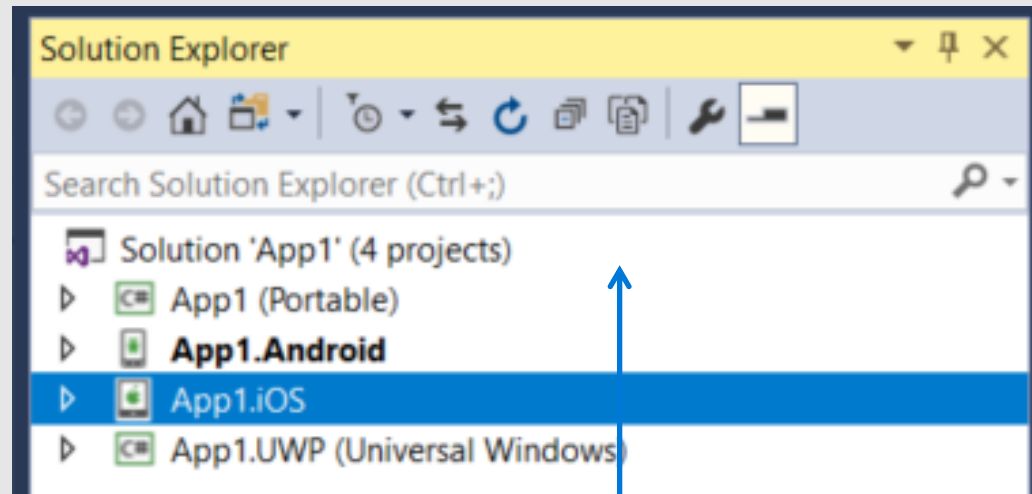 Solution Explorer
Search Solution Explorer (Ctrl+;)
Solution 'App1' (4 projects)
C# App1 (Portable)
App1.Android
App1.iOS
C# App1.UWP (Universal Windows)